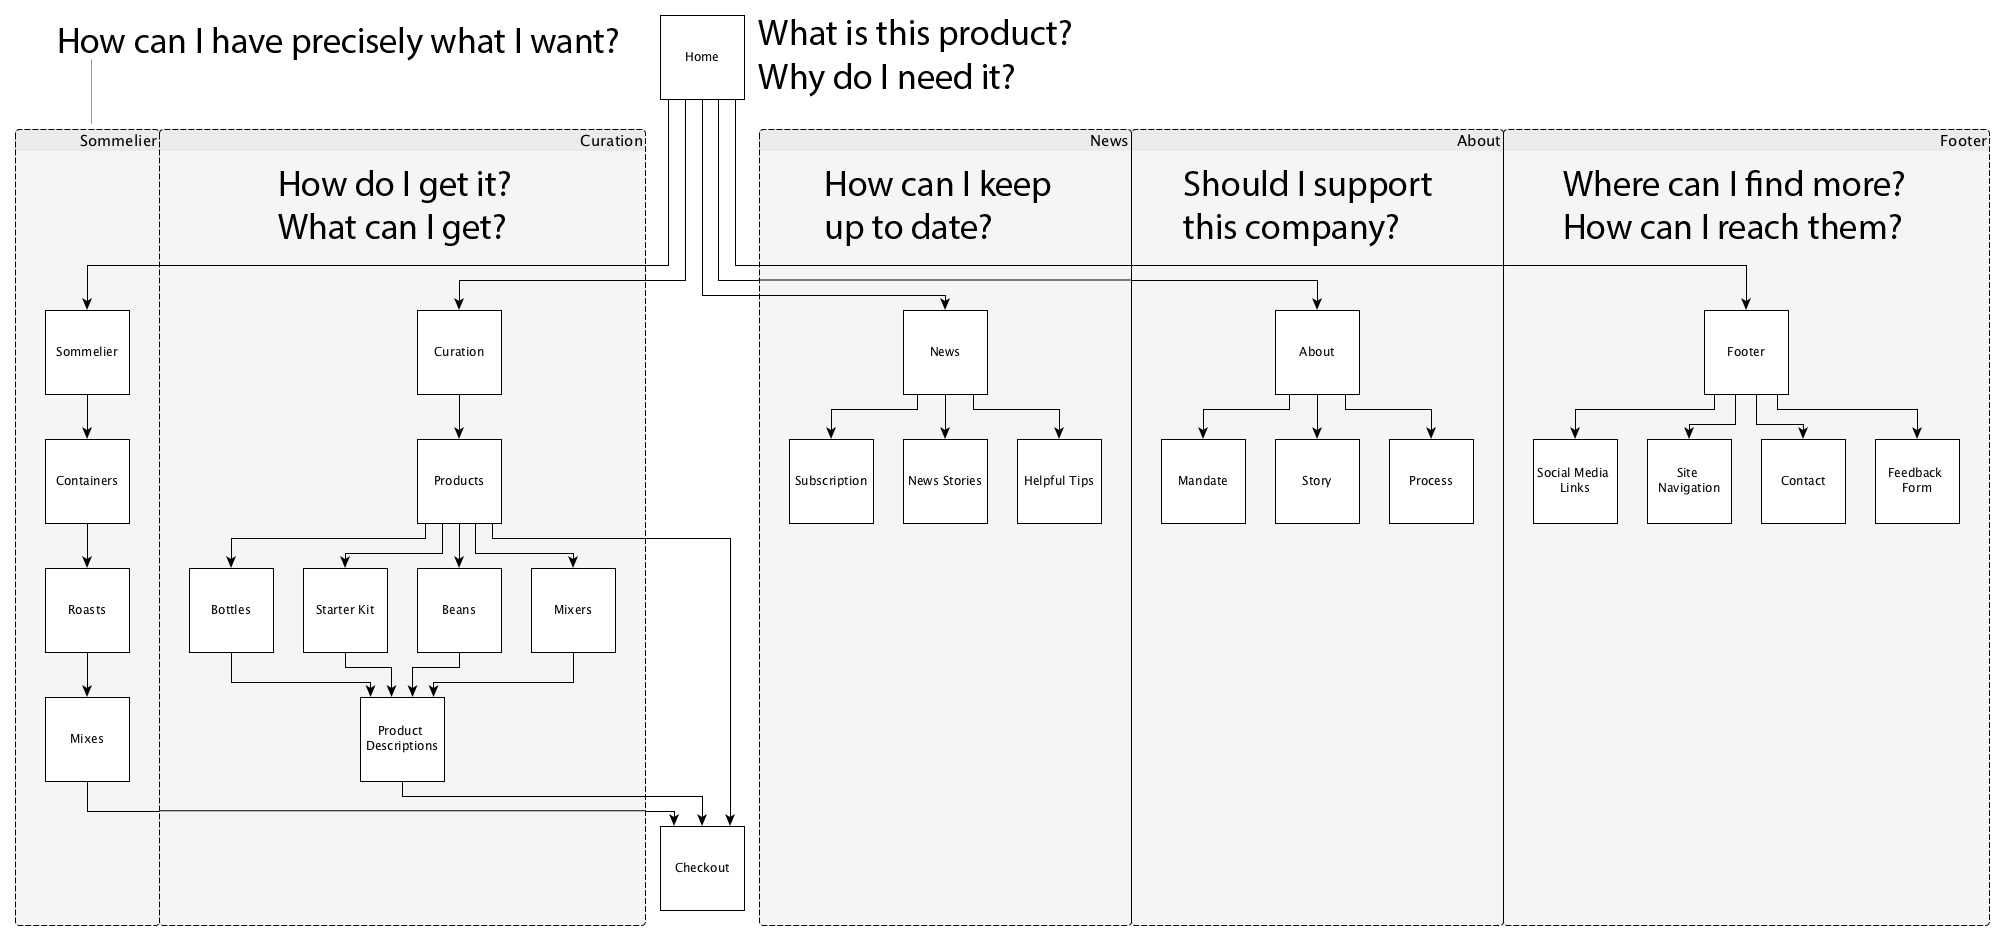 How can I have precisely what I want?
Home
What is this product?
Why do I need it?
Sommelier
Curation
News
About
Footer
How do I get it?
What can I get?
How can I keep
up to date?
Should I support
this company?
Where can I find more?
How can I reach them?
Sommelier
Curation
News
About
Footer
Containers
Products
Subscription
News Stories
Helpful Tips
Mandate
Story
Process
Social Media
Links
Site
Navigation
Contact
Feedback
Form
Roasts
Bottles
Starter Kit
Beans
Mixers
Mixes
Product
Descriptions
Checkout